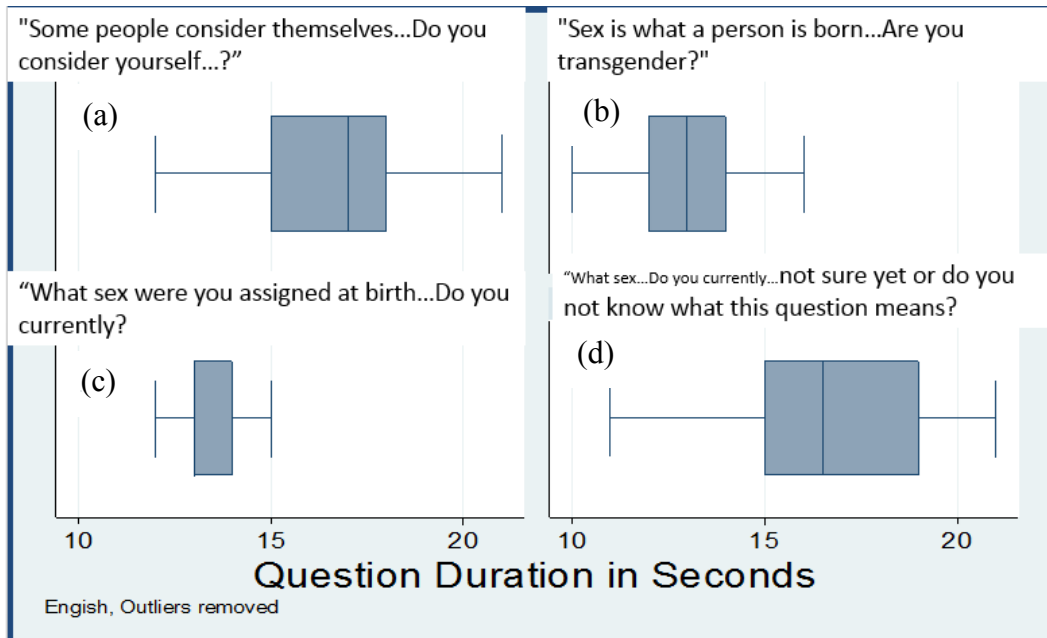 "Some people consider themselves...Do you
consider yourself...?”
"Sex is what a person is born...Are you
transgender?"
(a)
(b)
“What sex were you assigned at birth...Do you
currently?
“What sex...Do you currently...not sure yet or do you
not know what this question means?
(c)
(d)
10 15 20
10 15 20
Question Duration in Seconds
Engish, Outliers removed